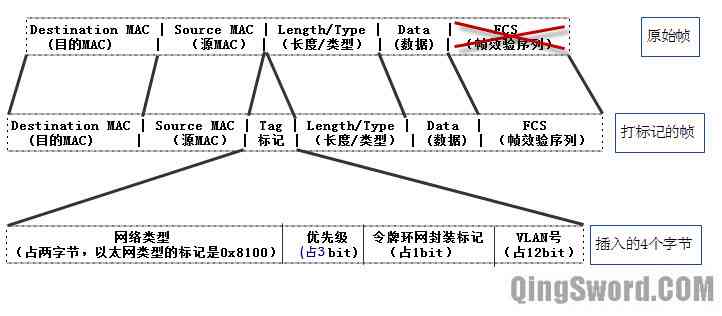 Destination MAC | Source MAC | Length/Type | Data | FCS
(目的MAC) | (源MAC) | (长度/类型) | (数据) | (帧效验序列)
原始帧
Destination MAC | Source MAC | Tag | Length/Type | Data | FCS
(目的MAC) | (源MAC) | 标记 | (长度/类型) | (数据) | (帧效验序列)
打标记的帧
网络类型 优先级 令牌环网封装标记 VLAN号
(占两字节，以太网类型的标记是0x8100) (占3bit) (占1bit) (占12bit)
插入的4个字节
QingSword.COM